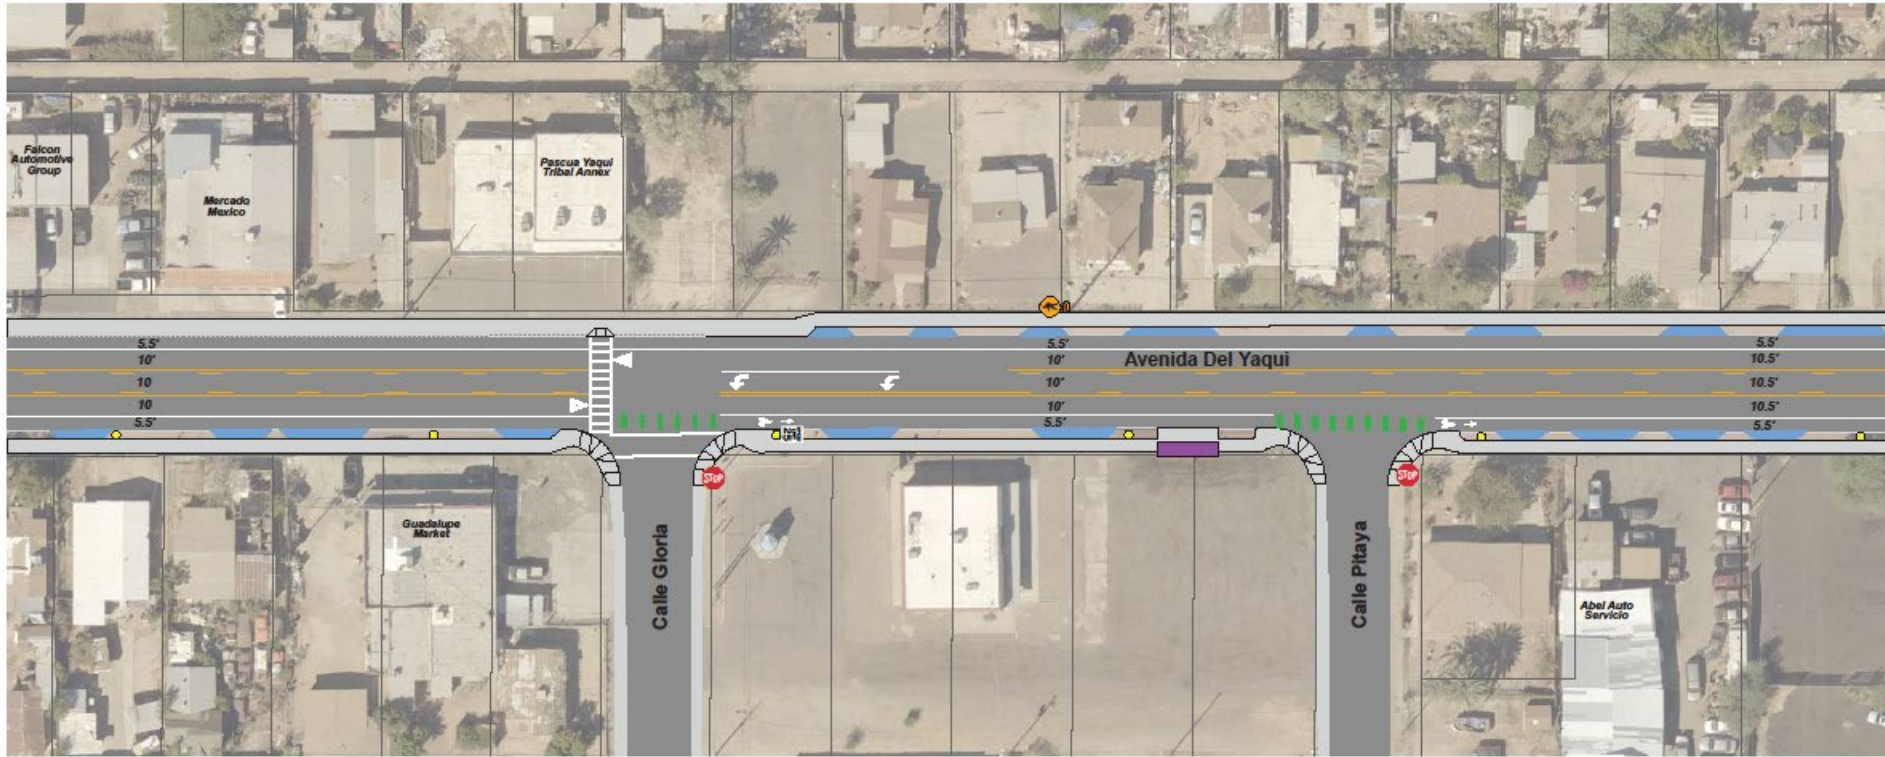 Falcon
Automotive
Group
Mercado
Mexico
Pascua Yaqui
Tribal Annex
5.5'
10'
10
10
5.5'
5.5'
10'
10'
10'
5.5'
Avenida Del Yaqui
5.5'
10.5'
10.5'
10.5'
5.5'
STOP
STOP
Guadalupe
Market
Calle Gloria
Calle Pitaya
Abel Auto
Servicio